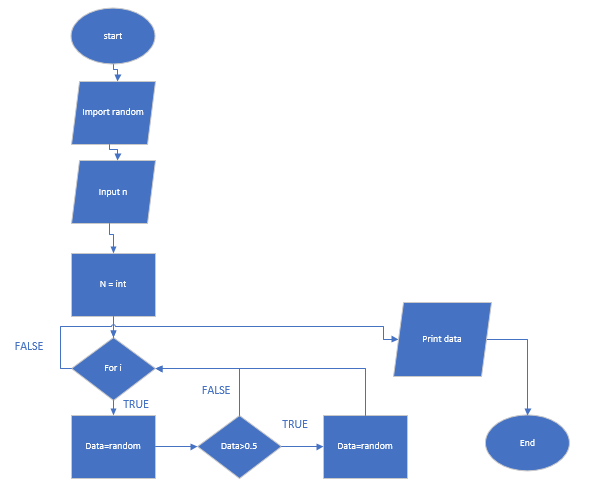 start
Import random
Input n
N = int
Print data
FALSE
For i
FALSE
TRUE
TRUE
Data=random
Data>0.5
Data=random
End